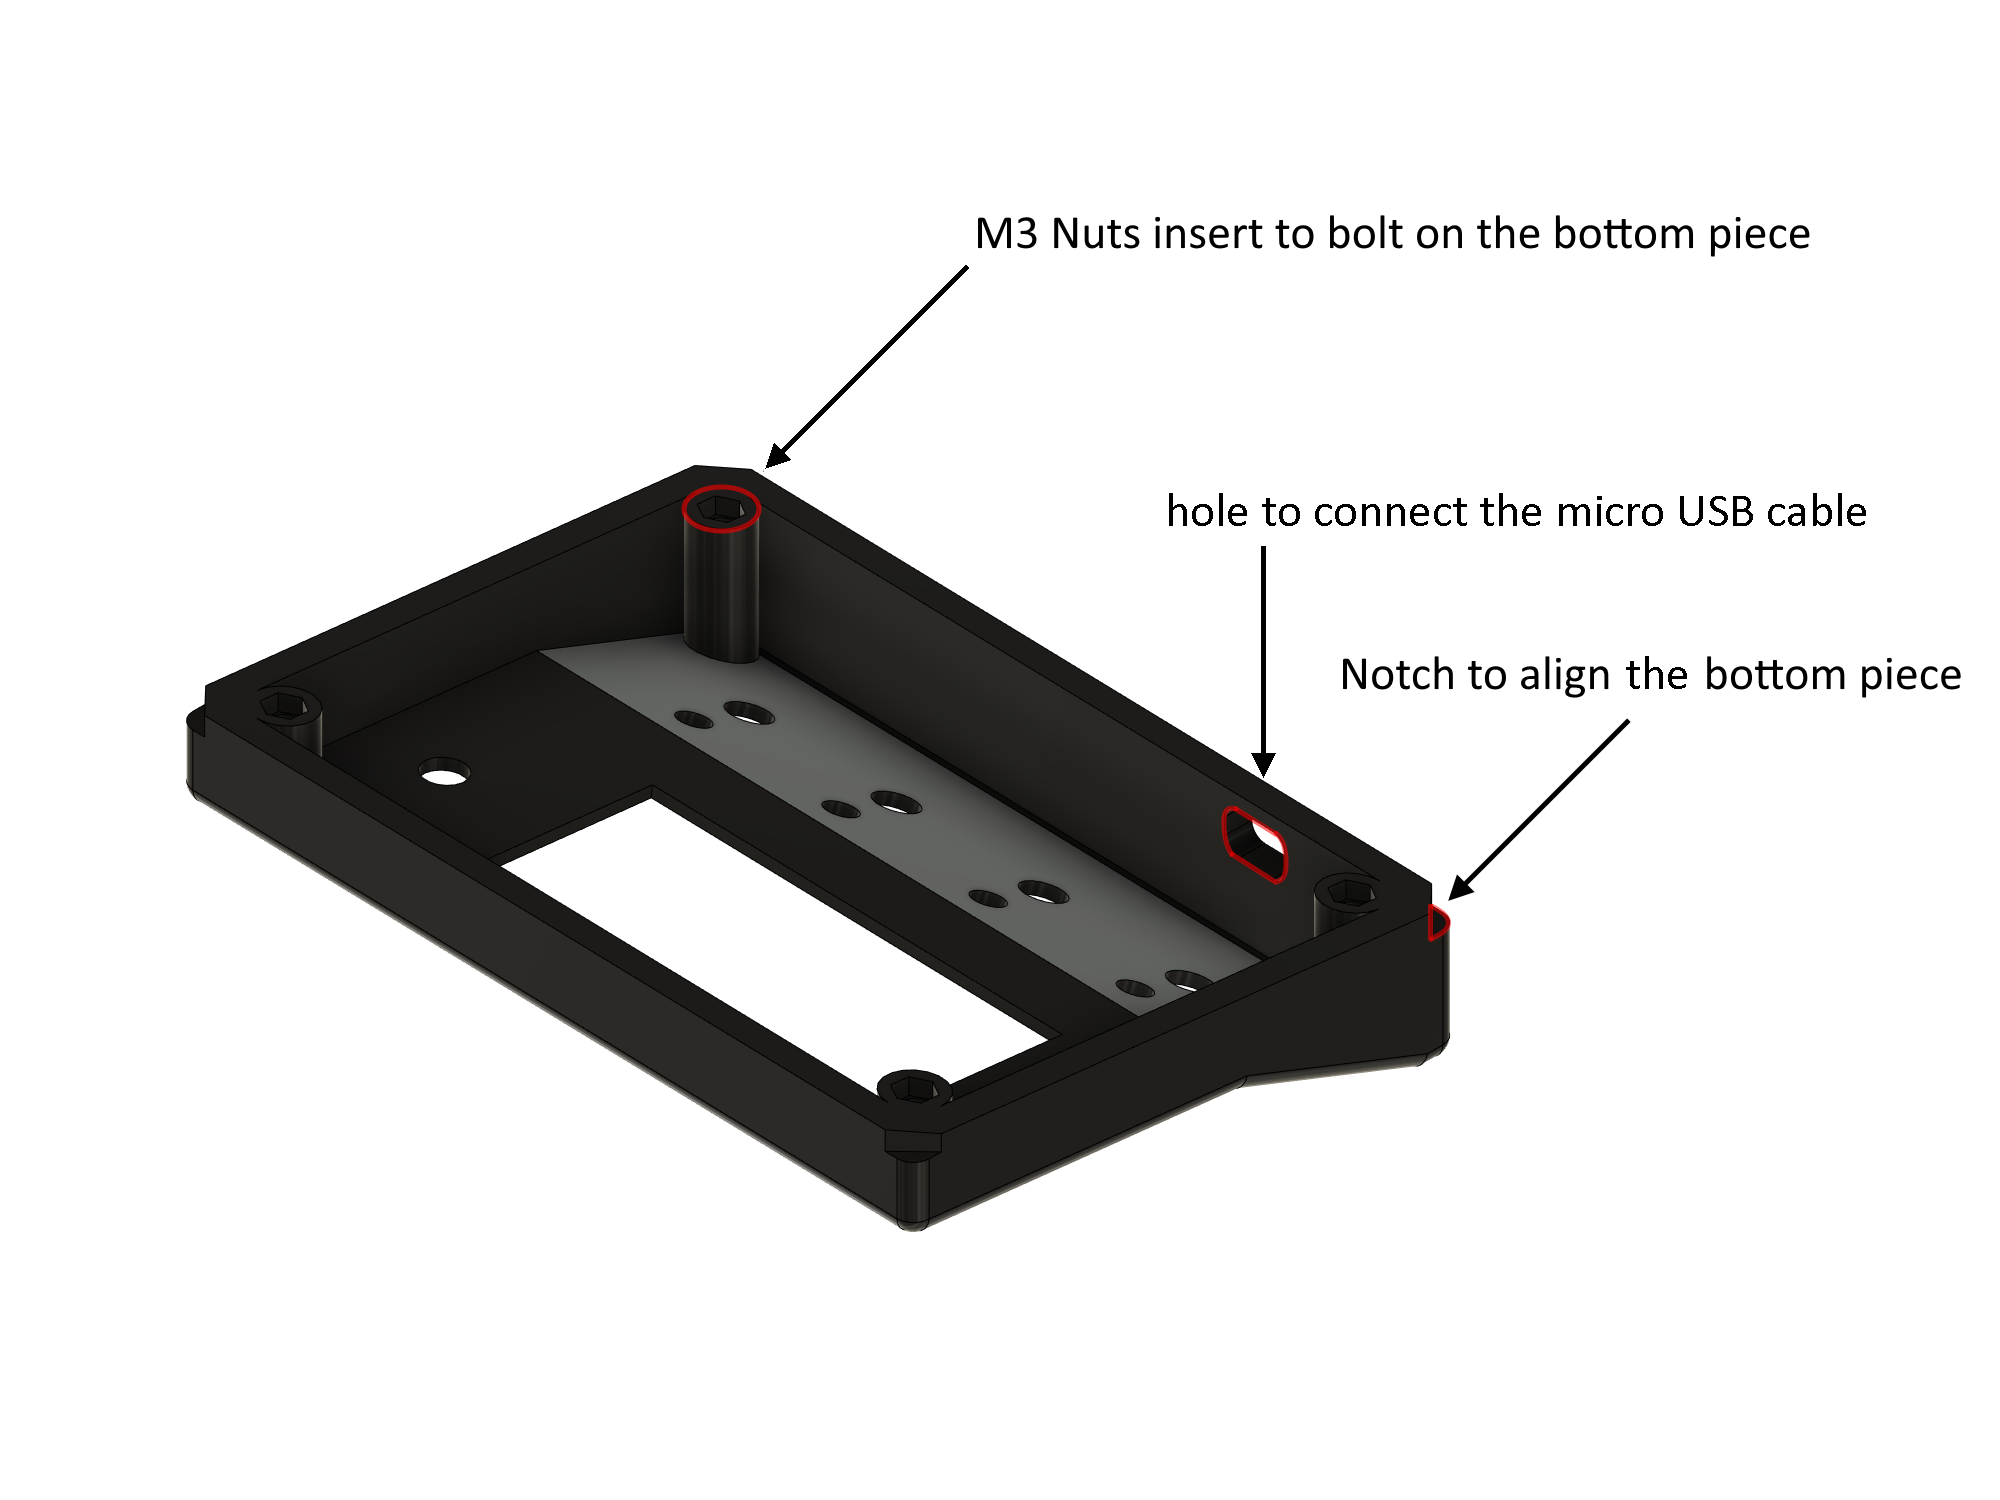 M3 Nuts insert to bolt on the bottom piece
hole to connect the micro USB cable
Notch to align the bottom piece